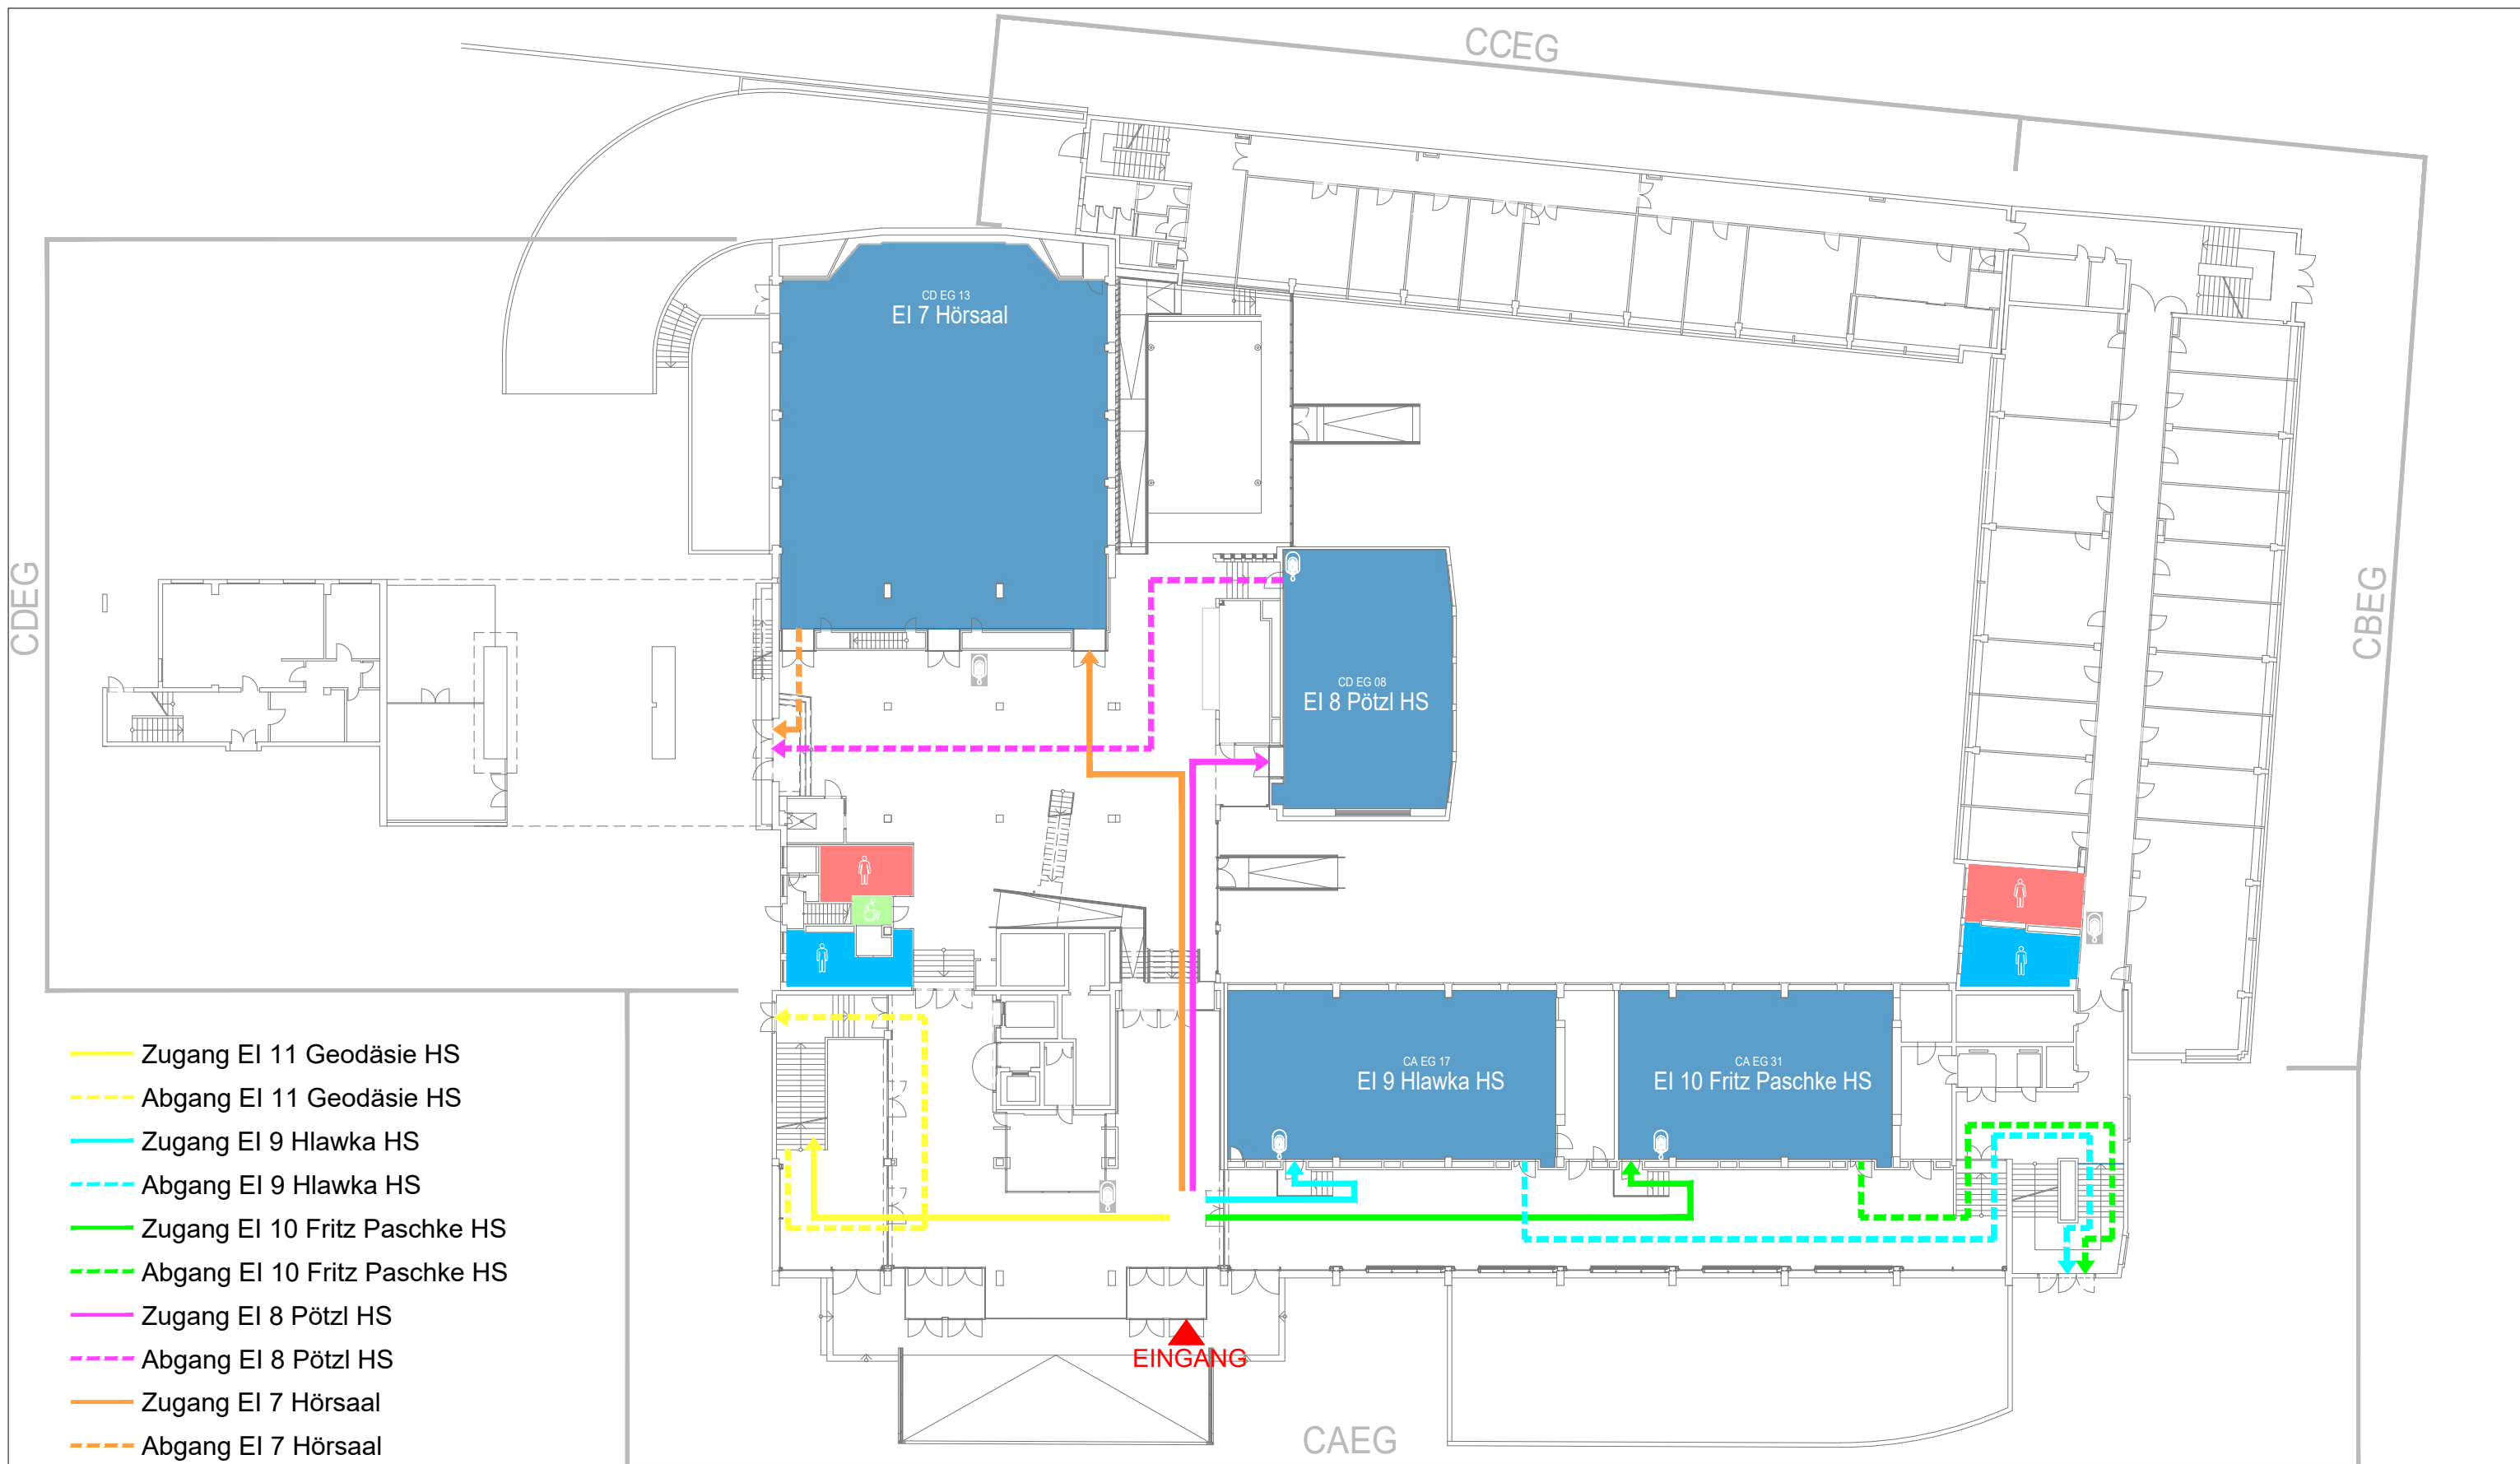 CCEG
CDEG
CBEG
CD EG 13
EI 7 Hörsaal
CD EG 08
EI 8 Pötzl HS
CA EG 17
EI 9 Hlawka HS
CA EG 31
EI 10 Fritz Paschke HS
Zugang EI 11 Geodäsie HS
Abgang EI 11 Geodäsie HS
Zugang EI 9 Hlawka HS
Abgang EI 9 Hlawka HS
Zugang EI 10 Fritz Paschke HS
Abgang EI 10 Fritz Paschke HS
Zugang EI 8 Pötzl HS
Abgang EI 8 Pötzl HS
Zugang EI 7 Hörsaal
Abgang EI 7 Hörsaal
EINGANG
CAEG